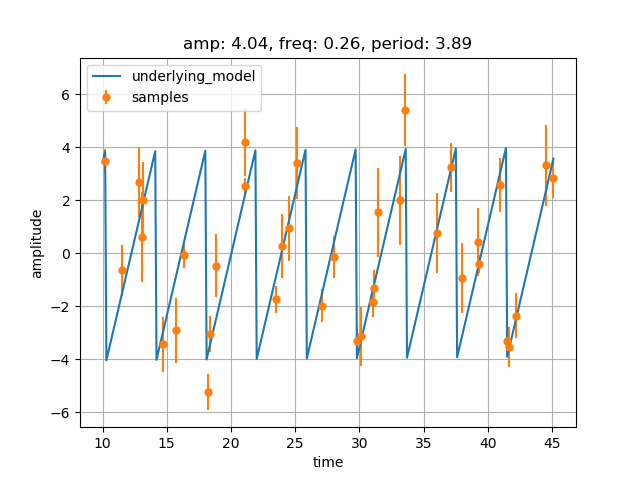 amp: 4.04, freq: 0.26, period: 3.89
underlying_model
samples
amplitude
6
4
2
0
−2
−4
−6
10 15 20 25 30 35 40 45
time